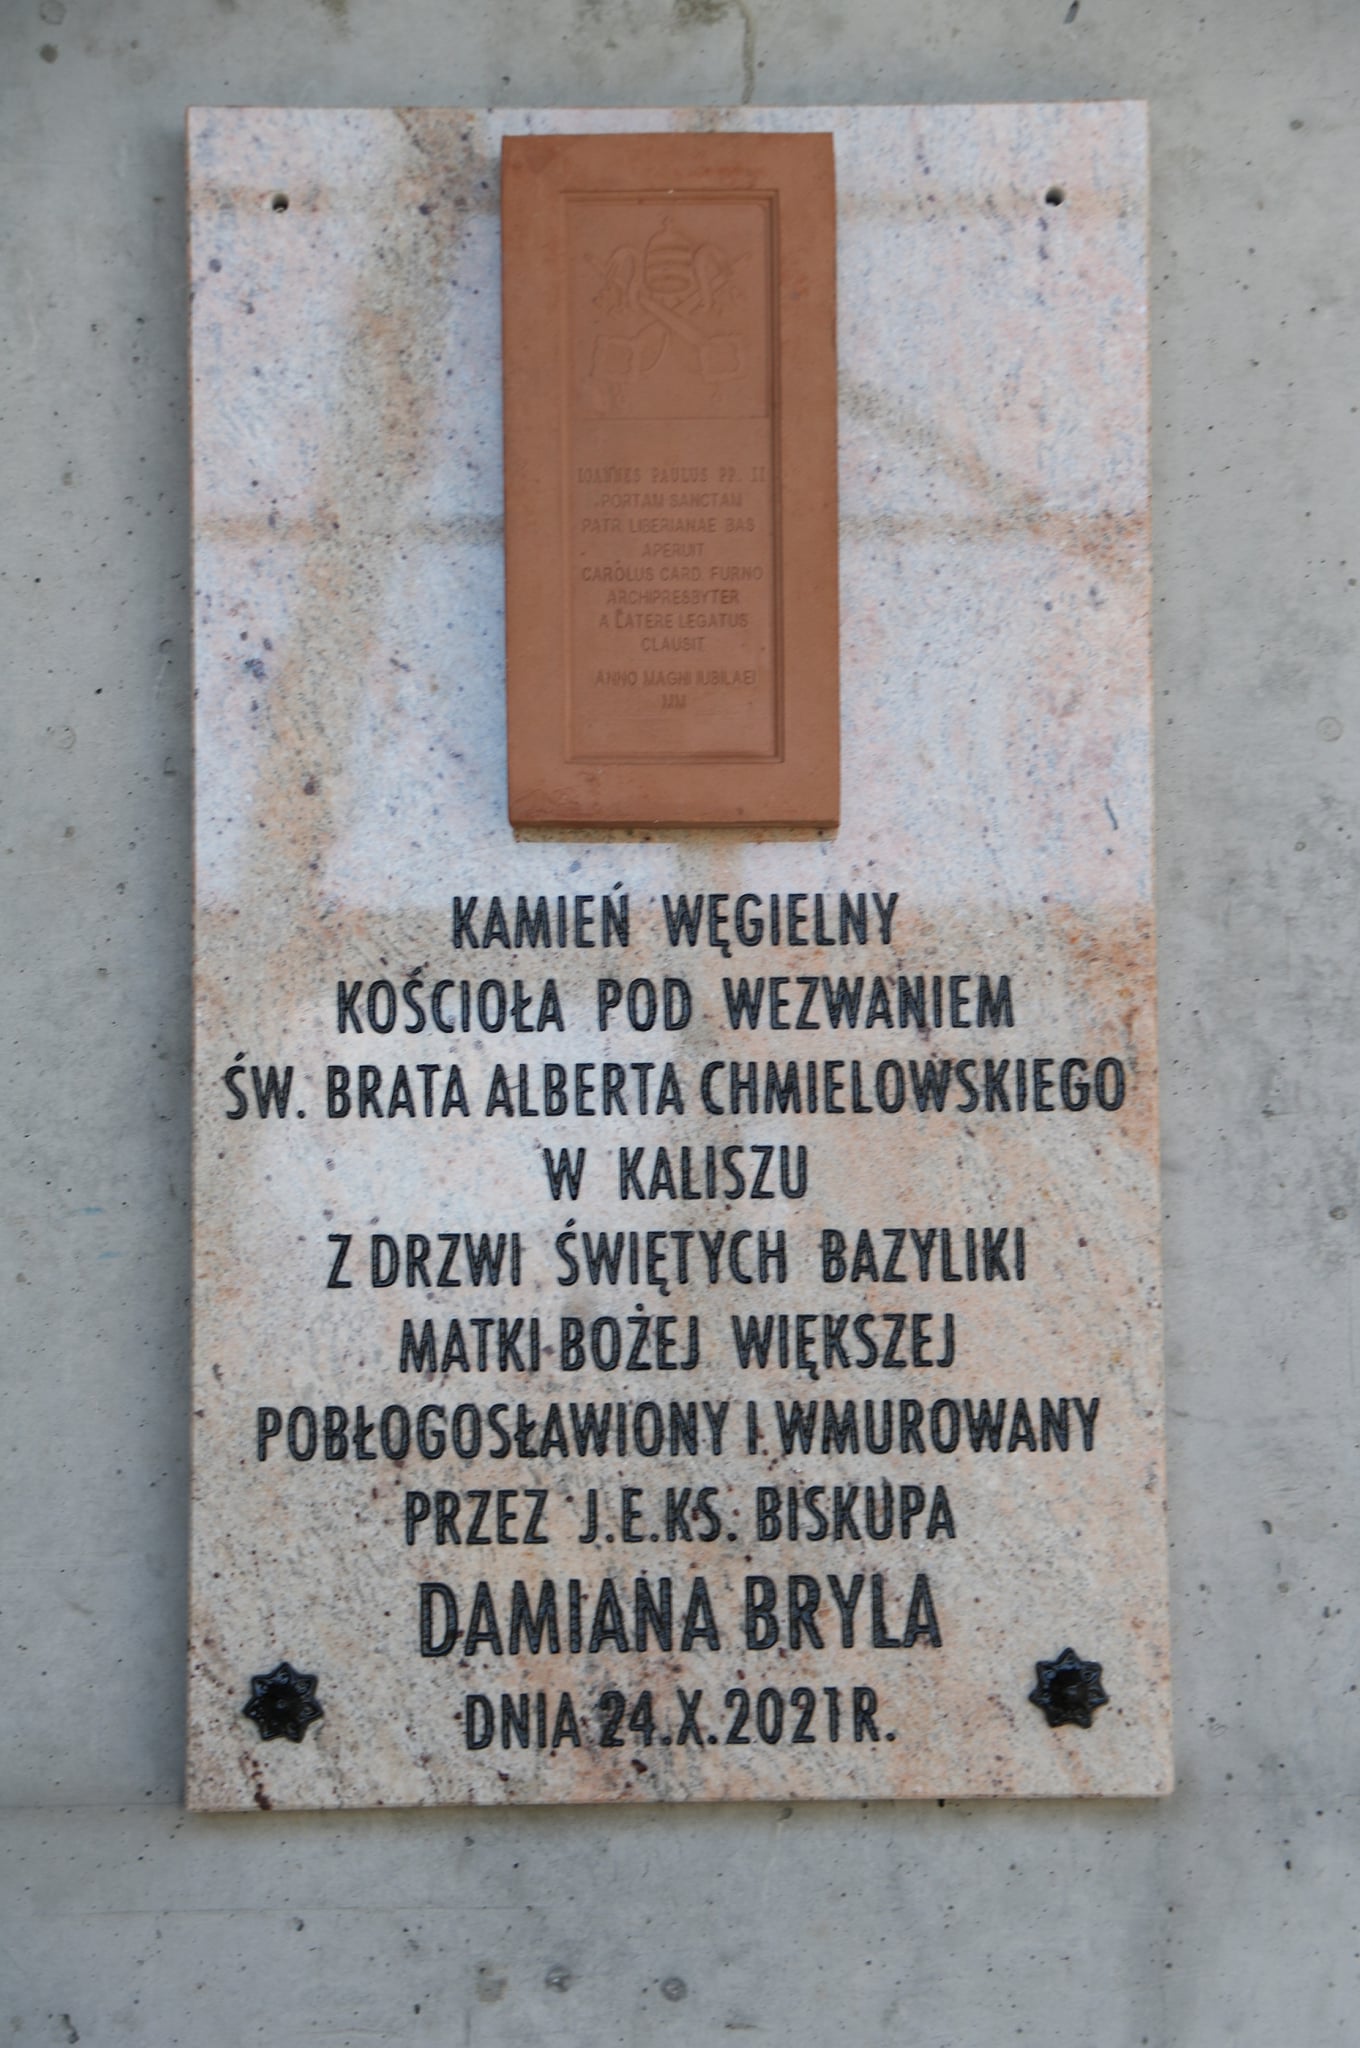 IOANNES PAULUS PP. II
PORTAM SANCTAM
PATR LIBERIANAE BAS
APERUIT
CAROLUS CARD. FURNO
ARCHIPRESBYTER
A LATERE LEGATUS
CLAUSIT
ANNO MAGNI IUBILAEI
MM
KAMIEŃ WĘGIELNY
KOŚCIOŁA POD WEZWANIEM
ŚW. BRATA ALBERTA CHMIELOWSKIEGO
W KALISZU
Z DRZWI ŚWIĘTYCH BAZYLIKI
MATKI BOŻEJ WIĘKSZEJ
POBŁOGOSŁAWIONY I WMUROWANY
PRZEZ J.E.KS. BISKUPA
DAMIANA BRYLA
DNIA 24.X.2021R.